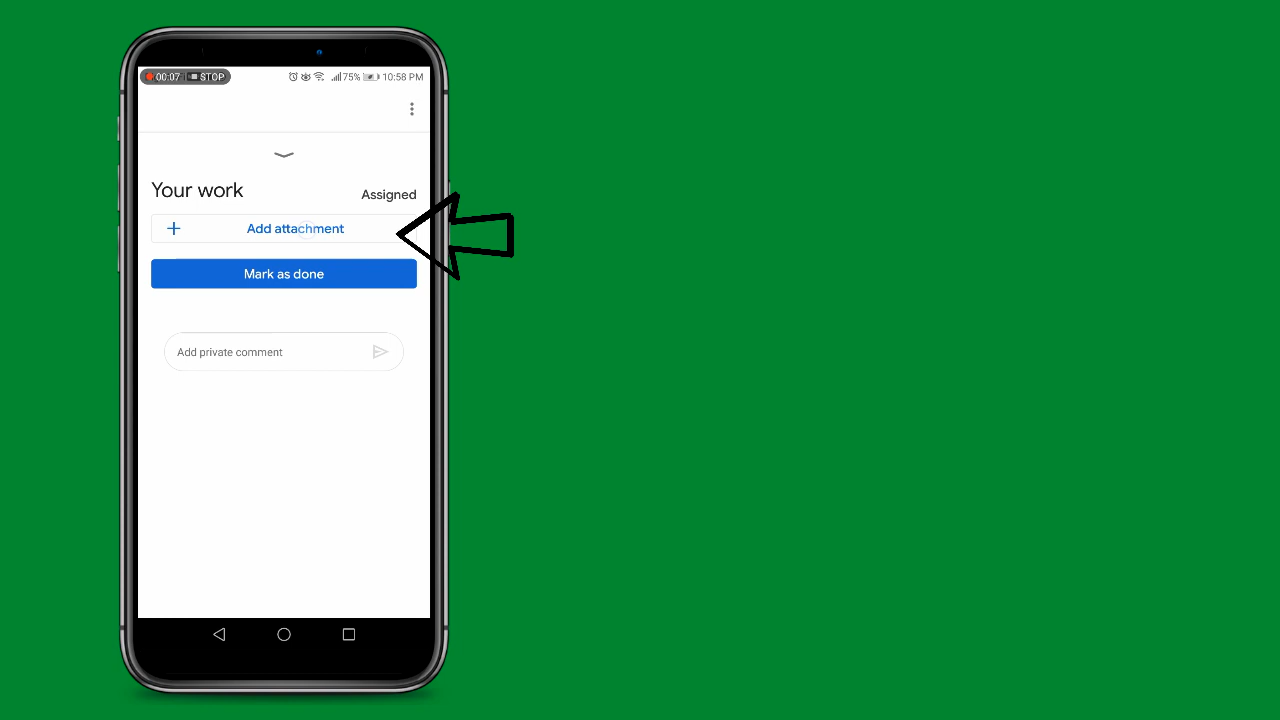 00:07 STOP 75% 10:58 PM
Your work
Assigned
Add attachment
Mark as done
Add private comment